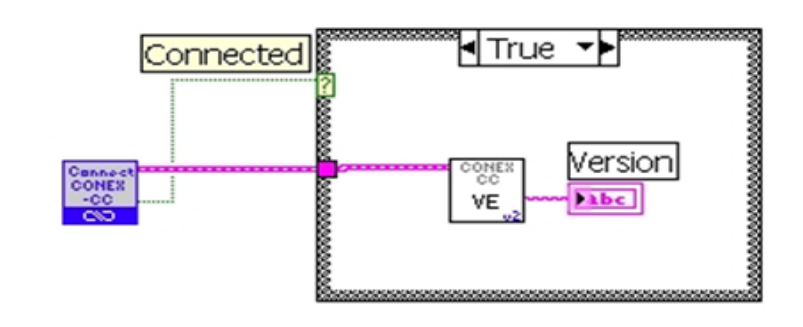 Connected
True
?
Connect
CONEX
-CC
CONEX
CC
VE
v2
Version
abc